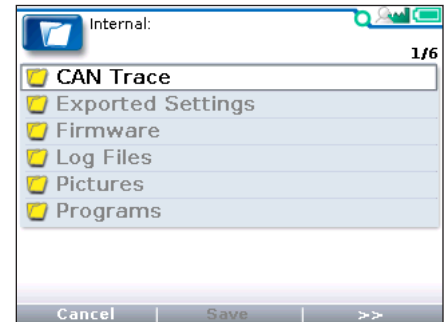 Internal:
1/6
CAN Trace
Exported Settings
Firmware
Log Files
Pictures
Programs
Cancel | Save | >>